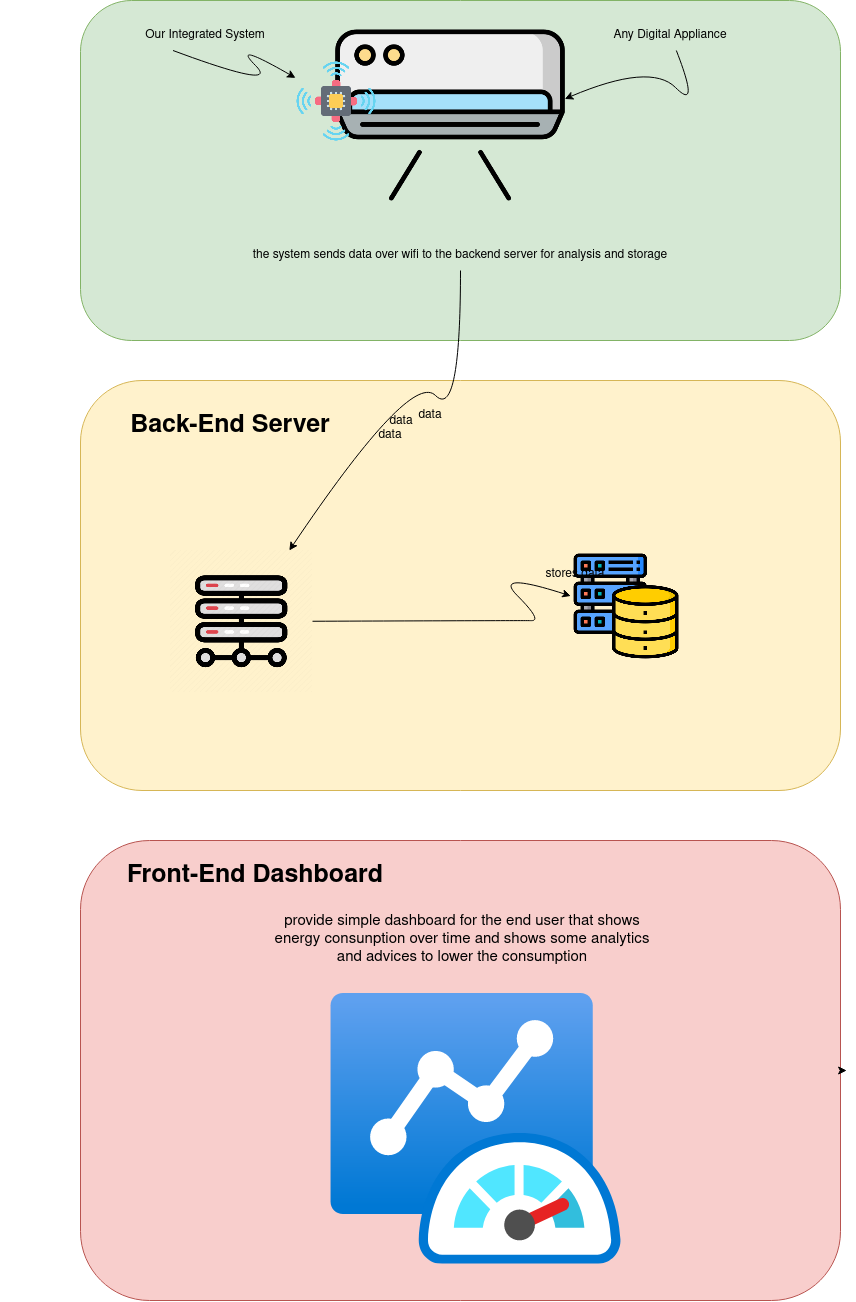 Our Integrated System
Any Digital Appliance
the system sends data over wifi to the backend server for analysis and storage
Back-End Server
data
data
data
stores data
Front-End Dashboard
provide simple dashboard for the end user that shows
energy consunption over time and shows some analytics
and advices to lower the consumption